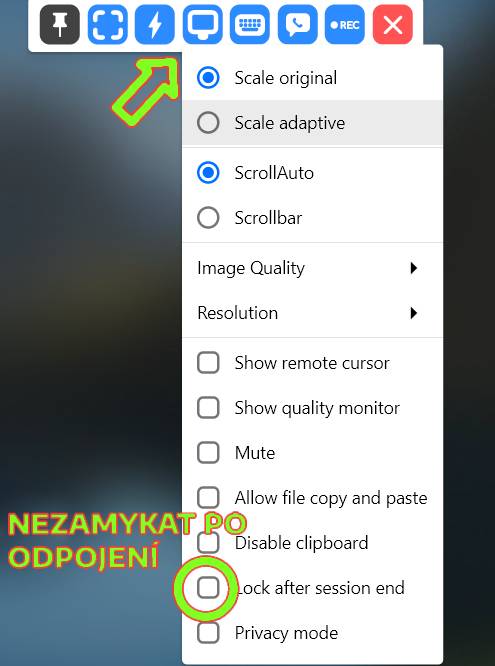 REC
Scale original
Scale adaptive
ScrollAuto
Scrollbar
Image Quality
Resolution
Show remote cursor
Show quality monitor
Mute
Allow file copy and paste
NEZAMYKAT PO
ODPOJENÍ
Disable clipboard
Lock after session end
Privacy mode